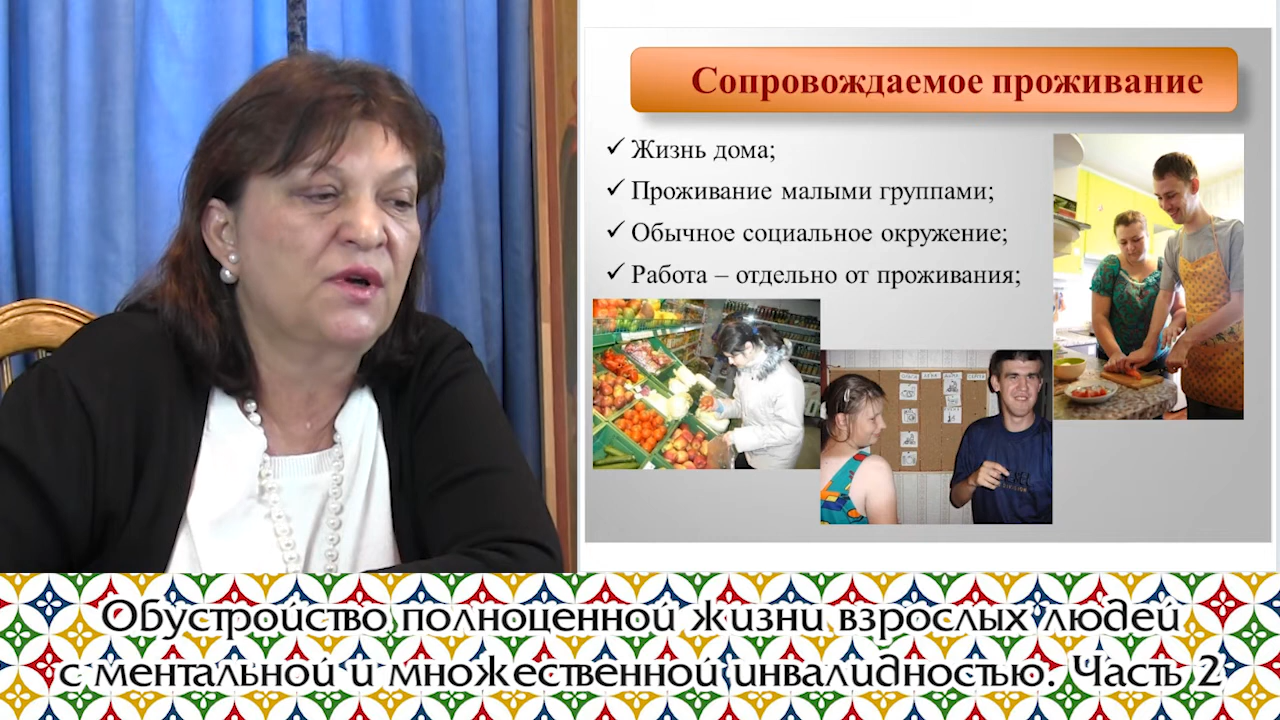 Сопровождаемое проживание
Жизнь дома;
Проживание малыми группами;
Обычное социальное окружение;
Работа – отдельно от проживания;
Обустройство полноценной жизни взрослых людей
с ментальной и множественной инвалидностью. Часть 2